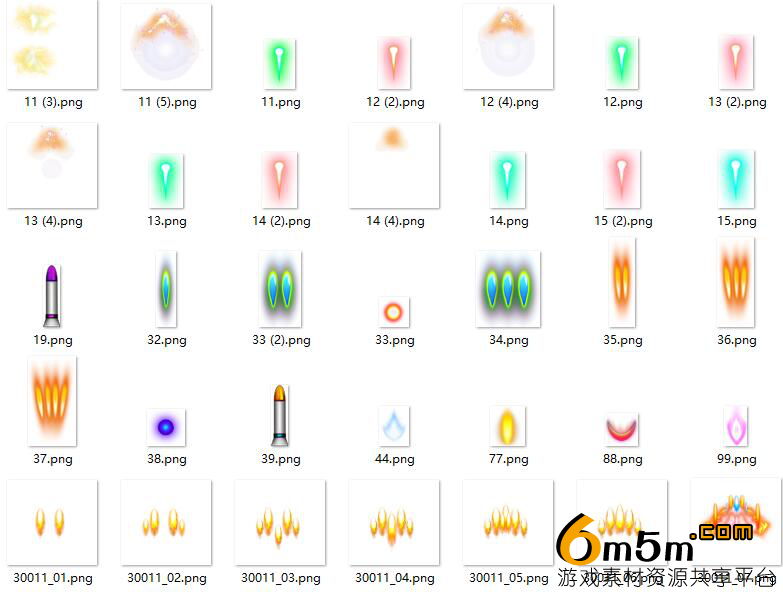 11 (3).png
11 (5).png
11.png
12 (2).png
12 (4).png
12.png
13 (2).png
13 (4).png
13.png
14 (2).png
14 (4).png
14.png
15 (2).png
15.png
19.png
32.png
33 (2).png
33.png
34.png
35.png
36.png
37.png
38.png
39.png
44.png
77.png
88.png
99.png
30011_01.png
30011_02.png
30011_03.png
30011_04.png
30011_05.png
30011_06.png
30011_07.png
6m5m.com
游戏素材资源共享平台